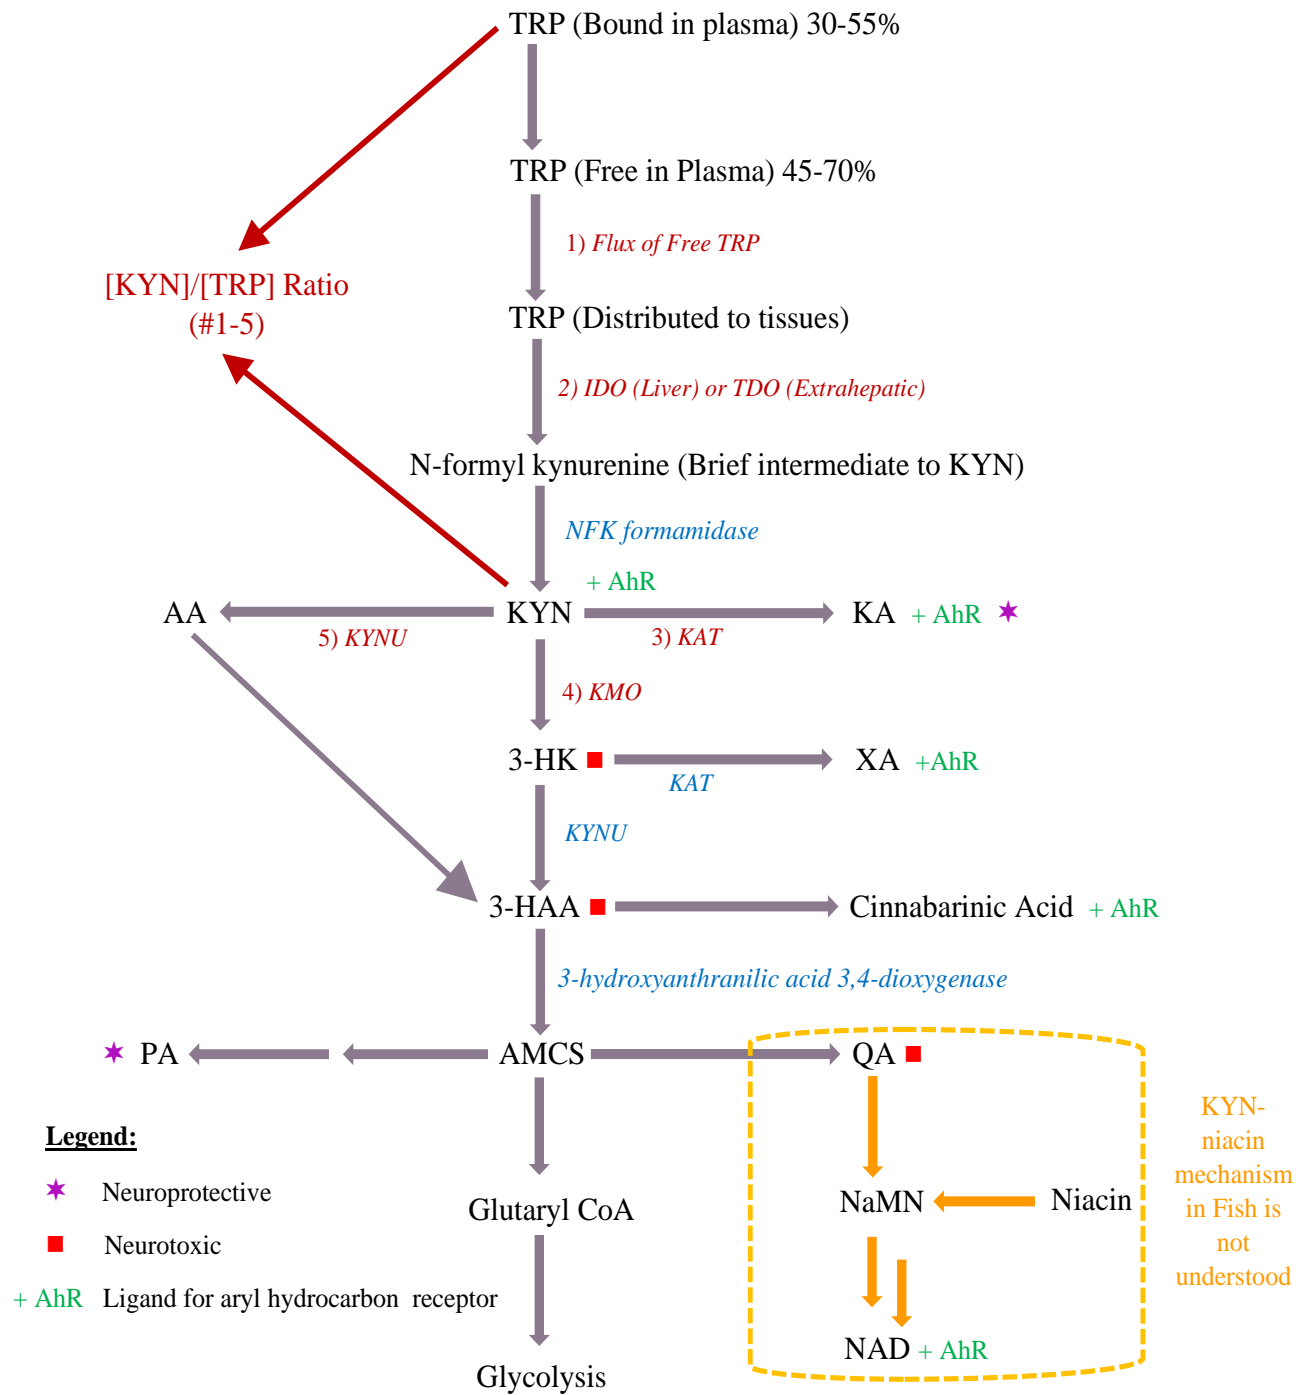 TRP (Bound in plasma) 30-55%
TRP (Free in Plasma) 45-70%
1) Flux of Free TRP
[KYN]/[TRP] Ratio
(#1-5)
TRP (Distributed to tissues)
2) IDO (Liver) or TDO (Extrahepatic)
N-formyl kynurenine (Brief intermediate to KYN)
NFK formamidase
+ AhR
AA
KYN
KA + AhR
5) KYNU
3) KAT
4) KMO
3-HK
XA +AhR
KAT
KYNU
3-HAA
Cinnabarinic Acid + AhR
3-hydroxyanthranilic acid 3,4-dioxygenase
PA
AMCS
QA
KYN-
niacin
mechanism
in Fish is
not
understood
Legend:
Neuroprotective
Neurotoxic
+ AhR Ligand for aryl hydrocarbon receptor
Glutaryl CoA
NaMN
Niacin
NAD + AhR
Glycolysis